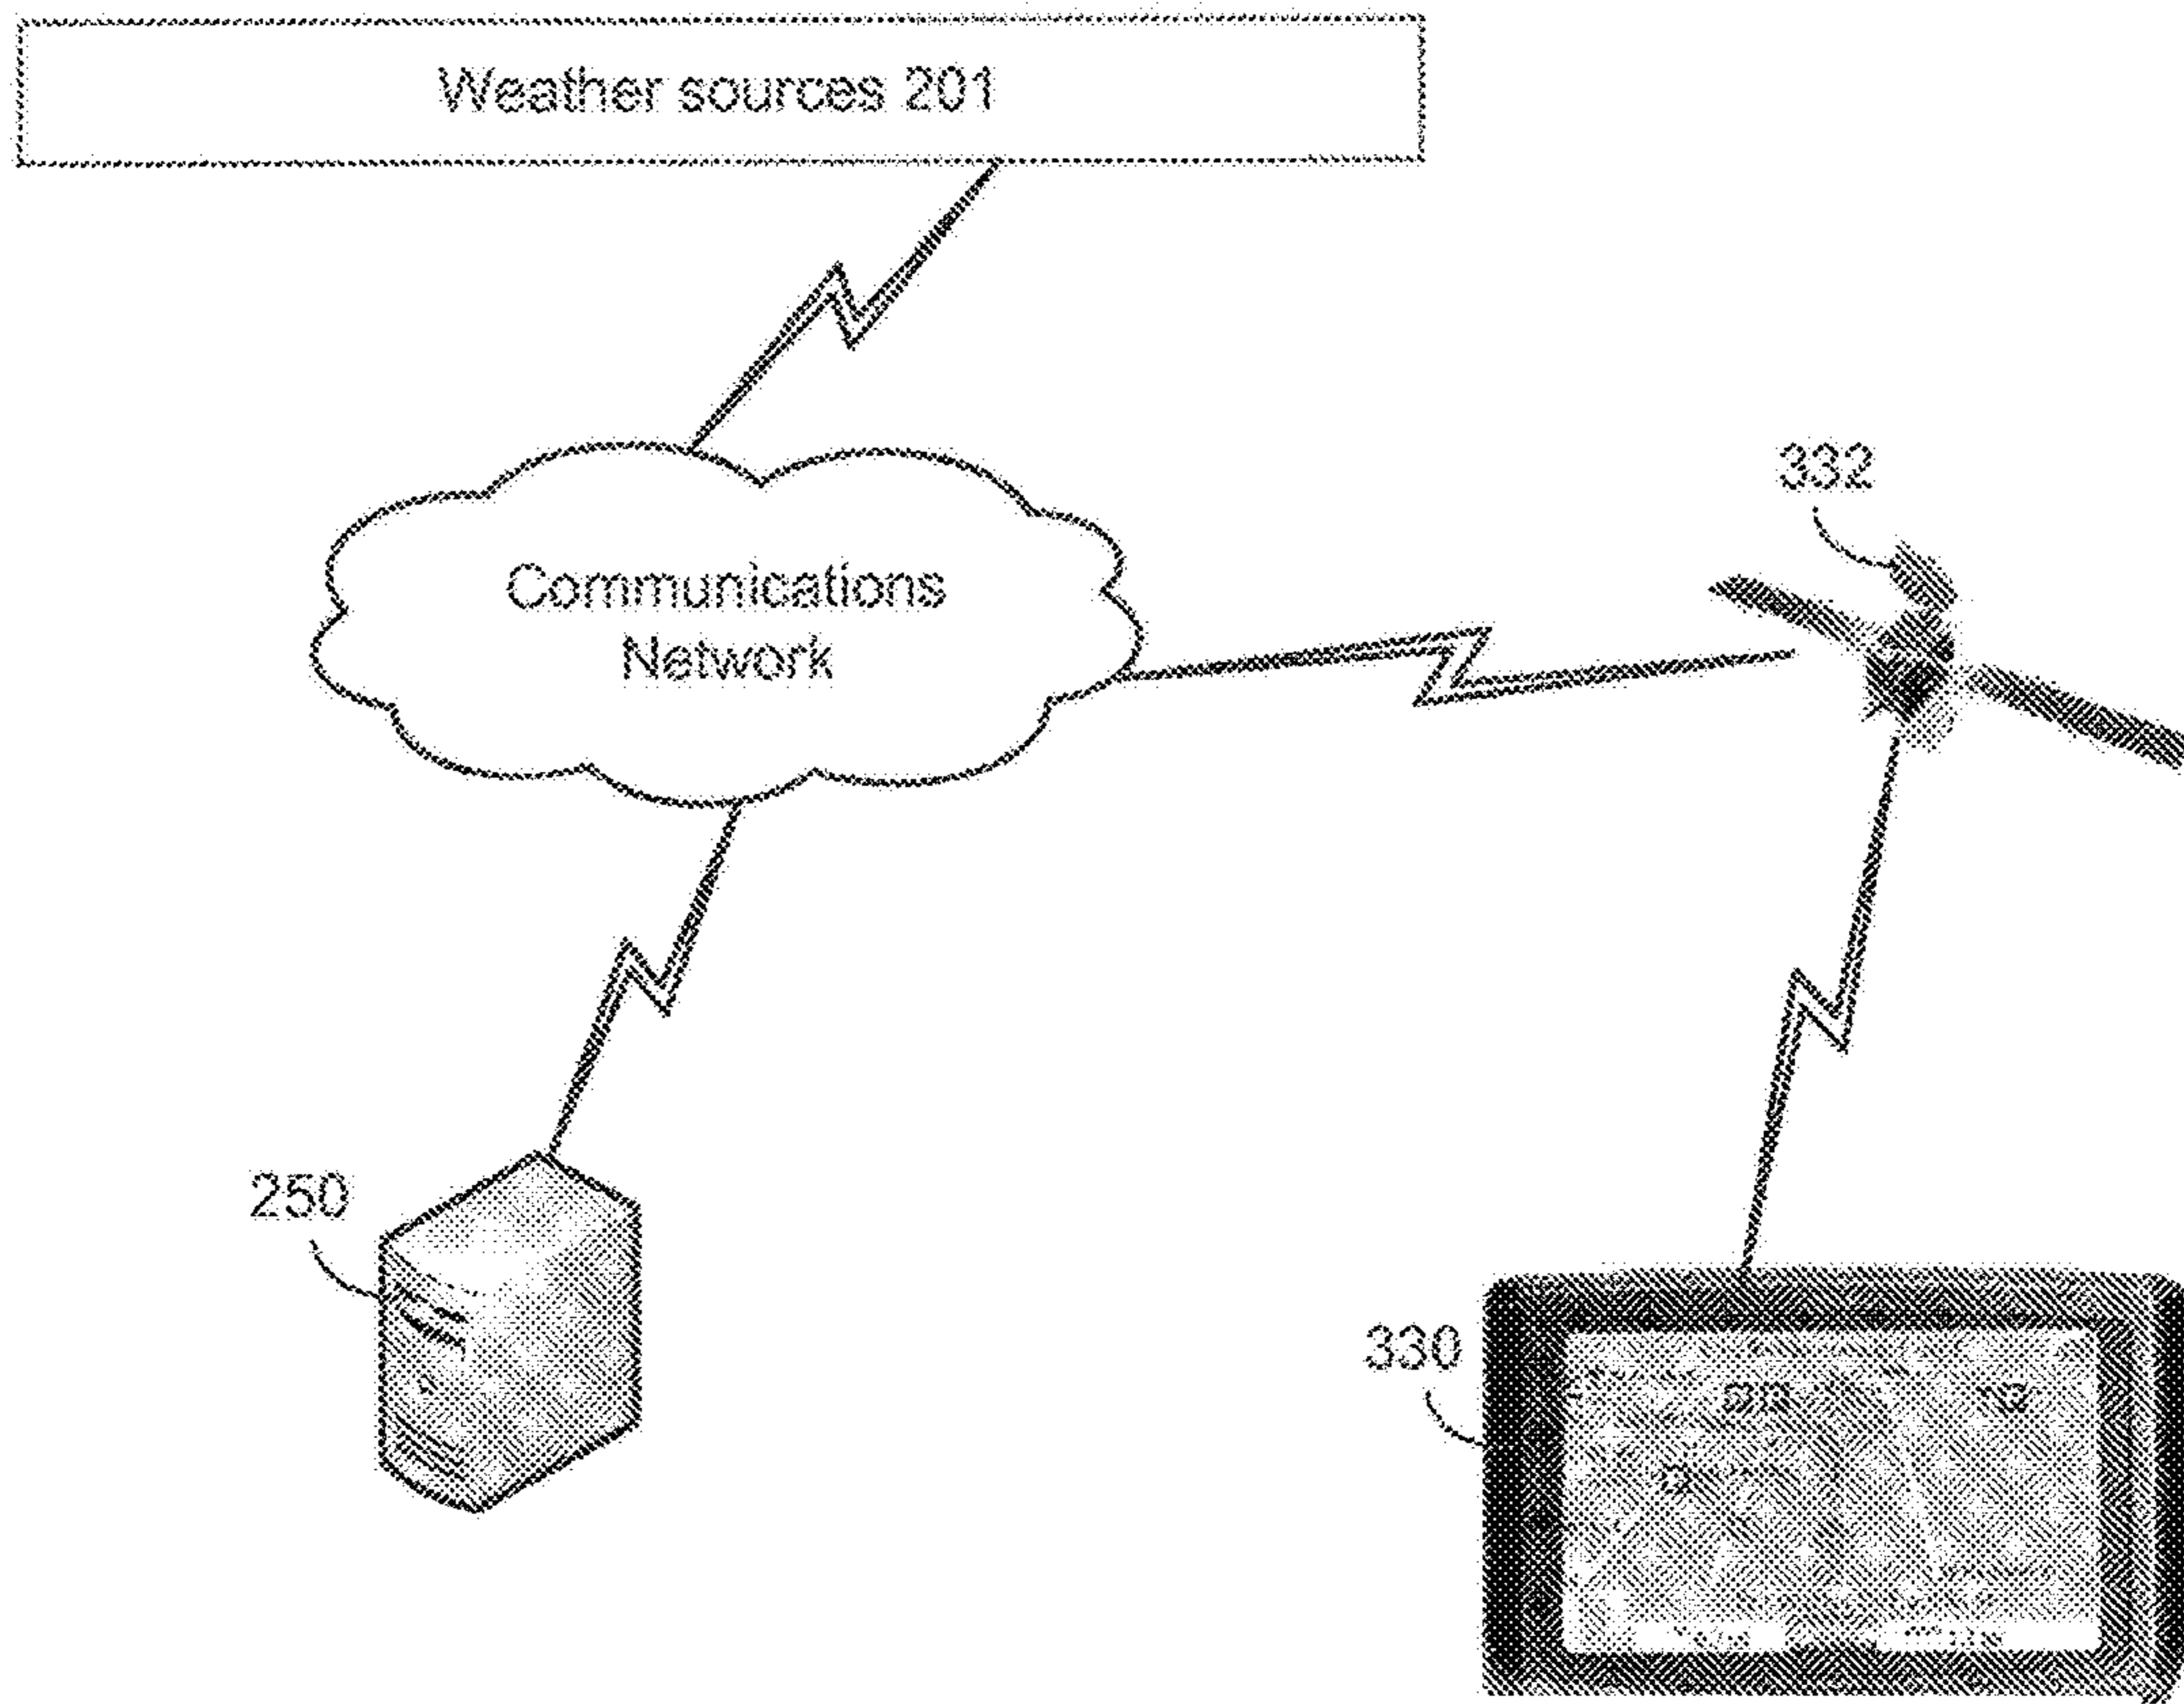 Weather sources 201
332
Communications
Network
250
330